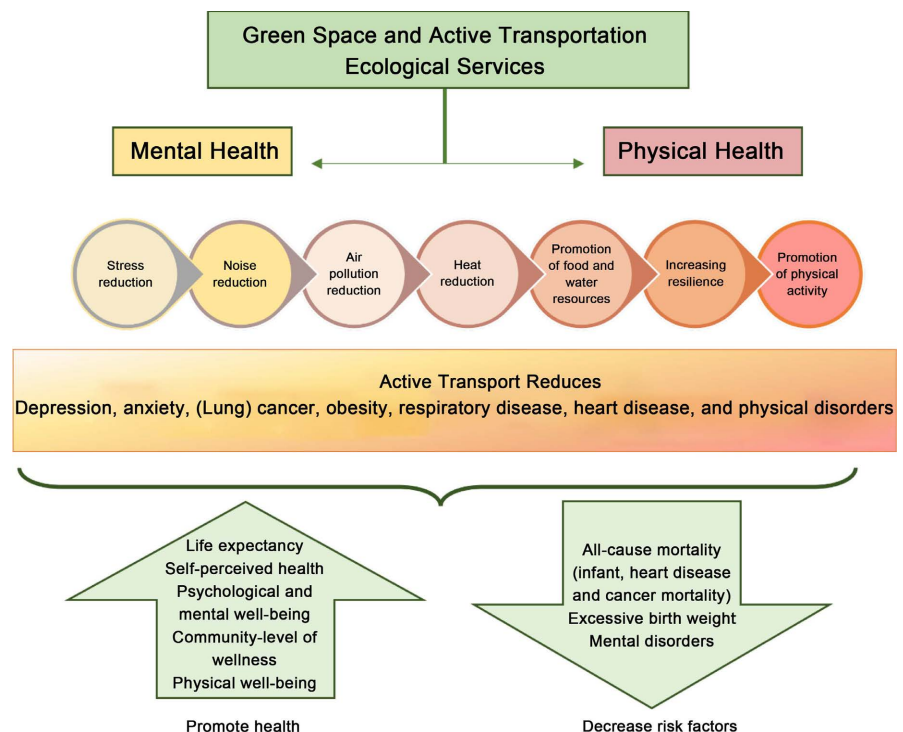 Green Space and Active Transportation
Ecological Services
Mental Health
Physical Health
Stress
reduction
Noise
reduction
Air
pollution
reduction
Heat
reduction
Promotion
of food and
water
resources
Increasing
resilience
Promotion
of physical
activity
Active Transport Reduces
Depression, anxiety, (Lung) cancer, obesity, respiratory disease, heart disease, and physical disorders
Life expectancy
Self-perceived health
Psychological and
mental well-being
Community-level of
wellness
Physical well-being
Promote health
All-cause mortality
(infant, heart disease
and cancer mortality)
Excessive birth weight
Mental disorders
Decrease risk factors